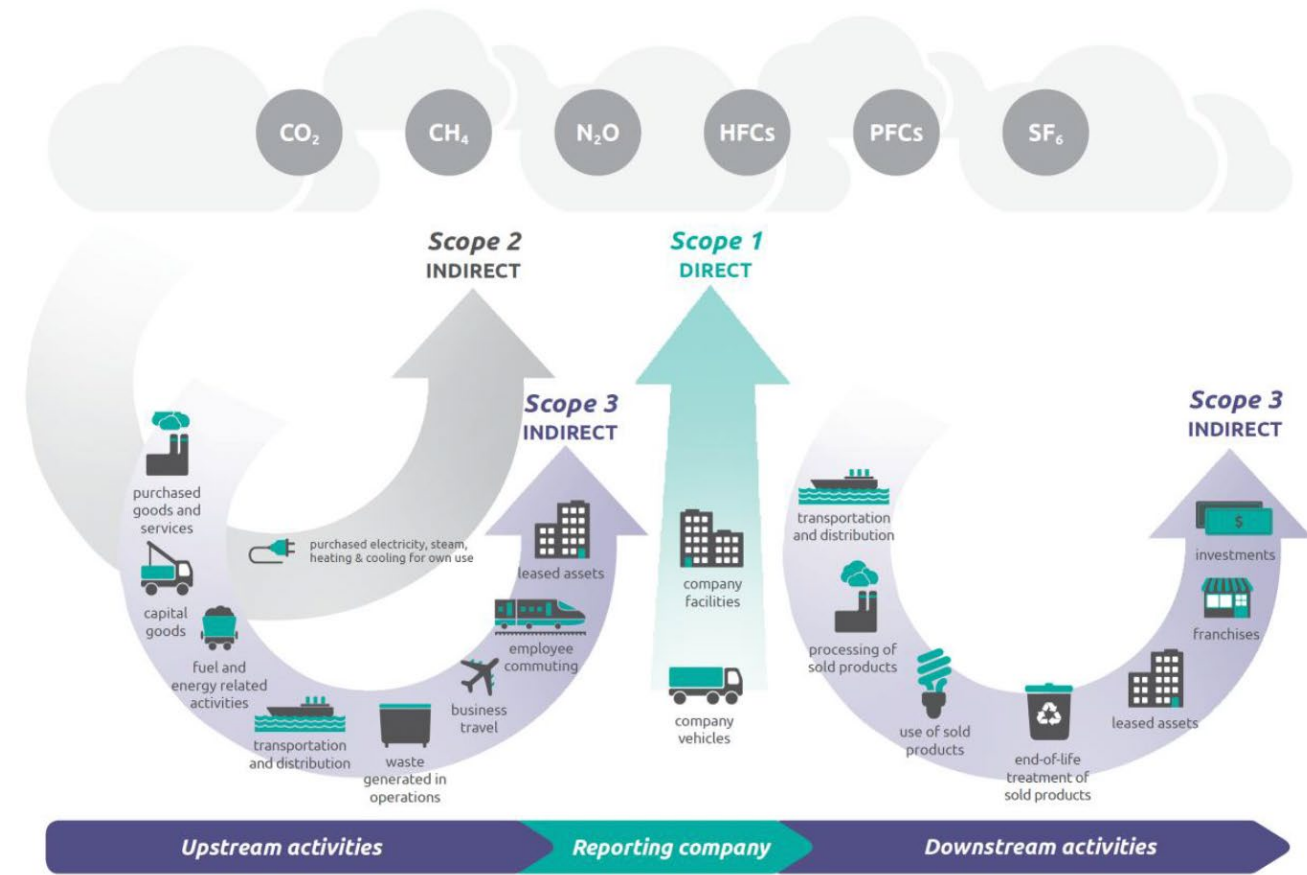 CO₂
CH₄
N₂O
HFCs
PFCs
SF₆
Scope 2
INDIRECT
Scope 1
DIRECT
Scope 3
INDIRECT
Scope 3
INDIRECT
purchased
goods and
services
capital
goods
fuel and
energy related
activities
purchased electricity, steam,
heating & cooling for own use
transportation
and distribution
waste
generated in
operations
business
travel
employee
commuting
leased assets
company
facilities
company
vehicles
transportation
and distribution
processing of
sold products
use of sold
products
end-of-life
treatment of
sold products
leased assets
franchises
$
investments
Upstream activities
Reporting company
Downstream activities